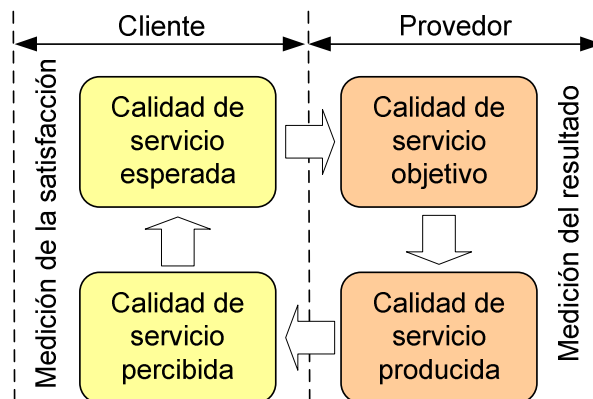 Cliente
Provedor
Medición de la satisfacción
Calidad de
servicio
esperada
Calidad de
servicio
objetivo
Medición del resultado
Calidad de
servicio
percibida
Calidad de
servicio
producida